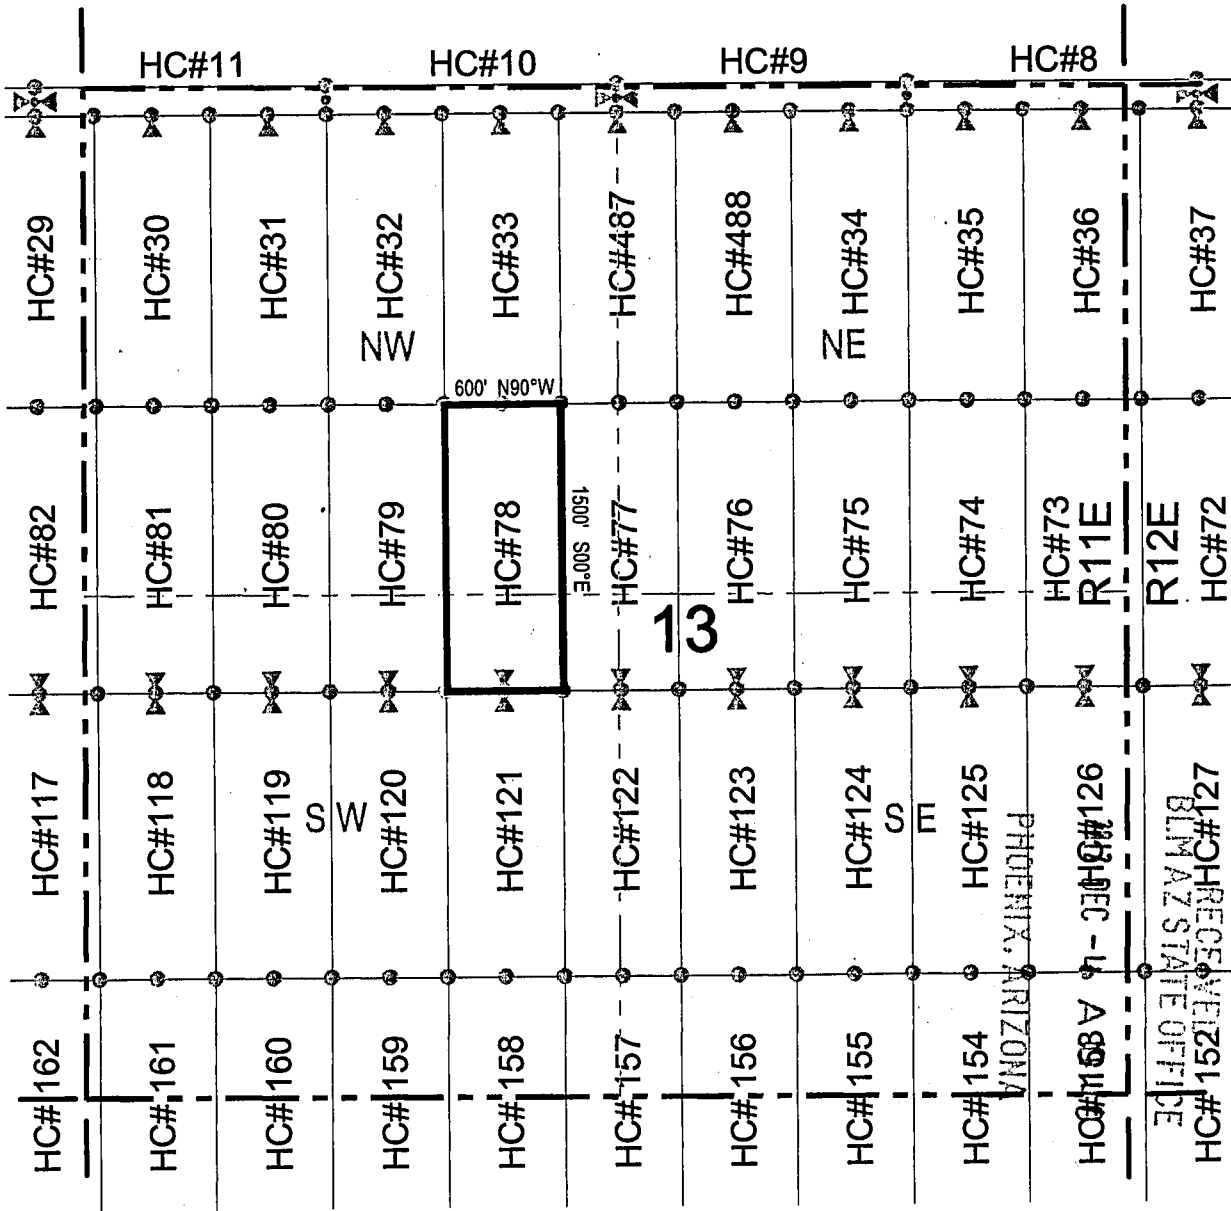 HC#11 HC#10 HC#9 HC#8
HC#29 HC#30 HC#31 HC#32 HC#33 HC#487 HC#488 HC#34 HC#35 HC#36 HC#37
NW NE
600' N90°W
HC#82 HC#81 HC#80 HC#79 HC#78 HC#77 HC#76 HC#75 HC#74 HC#73 HC#72
1500' S00°E
R11E R12E
13
HC#117 HC#118 HC#119 HC#120 HC#121 HC#122 HC#123 HC#124 HC#125 HC#126 HC#127
SW SE
HC#162 HC#161 HC#160 HC#159 HC#158 HC#157 HC#156 HC#155 HC#154 HC#153 HC#152
RECEIVED
BLM AZ STATE OFFICE
DEC -4 A
PHOENIX, ARIZONA